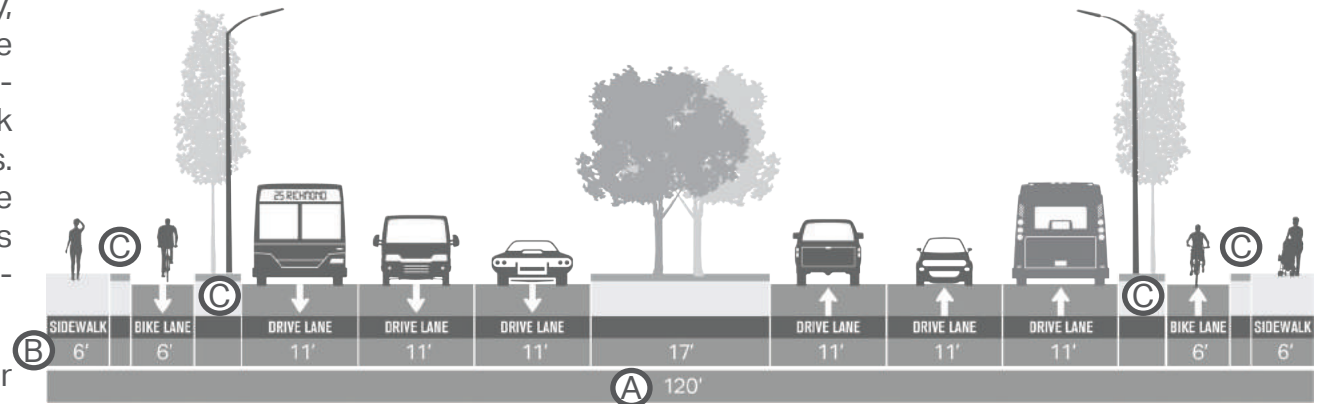 y,
e
-
C C
k
s.
e
25 RICHMOND
s
C C
-
C C
SIDEWALK BIKE LANE DRIVE LANE DRIVE LANE DRIVE LANE DRIVE LANE DRIVE LANE DRIVE LANE BIKE LANE SIDEWALK
B 6' 6' 11' 11' 11' 17' 11' 11' 11' 6' 6'
r
A 120'